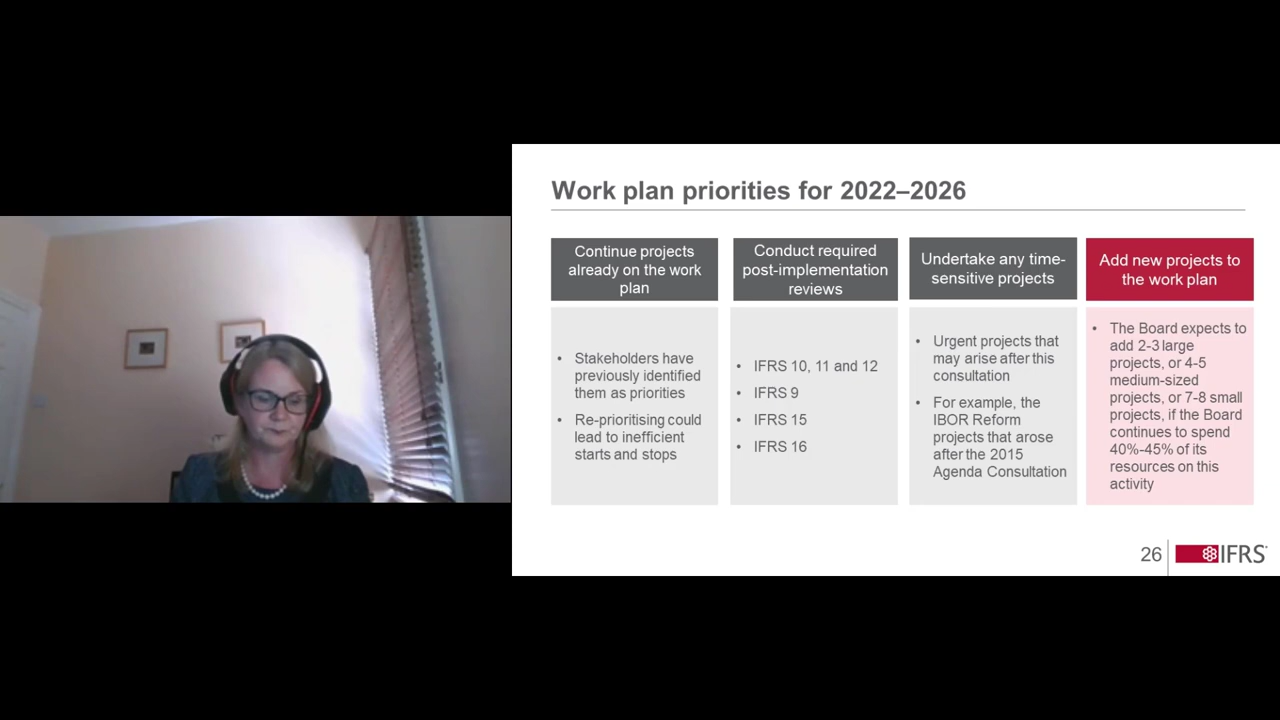 Work plan priorities for 2022–2026
Continue projects
already on the work
plan
• Stakeholders have
previously identified
them as priorities
• Re-prioritising could
lead to inefficient
starts and stops
Conduct required
post-implementation
reviews
• IFRS 10, 11 and 12
• IFRS 9
• IFRS 15
• IFRS 16
Undertake any time-
sensitive projects
• Urgent projects that
may arise after this
consultation
• For example, the
IBOR Reform
projects that arose
after the 2015
Agenda Consultation
Add new projects to
the work plan
• The Board expects to
add 2-3 large
projects, or 4-5
medium-sized
projects, or 7-8 small
projects, if the Board
continues to spend
40%-45% of its
resources on this
activity
26
IFRS